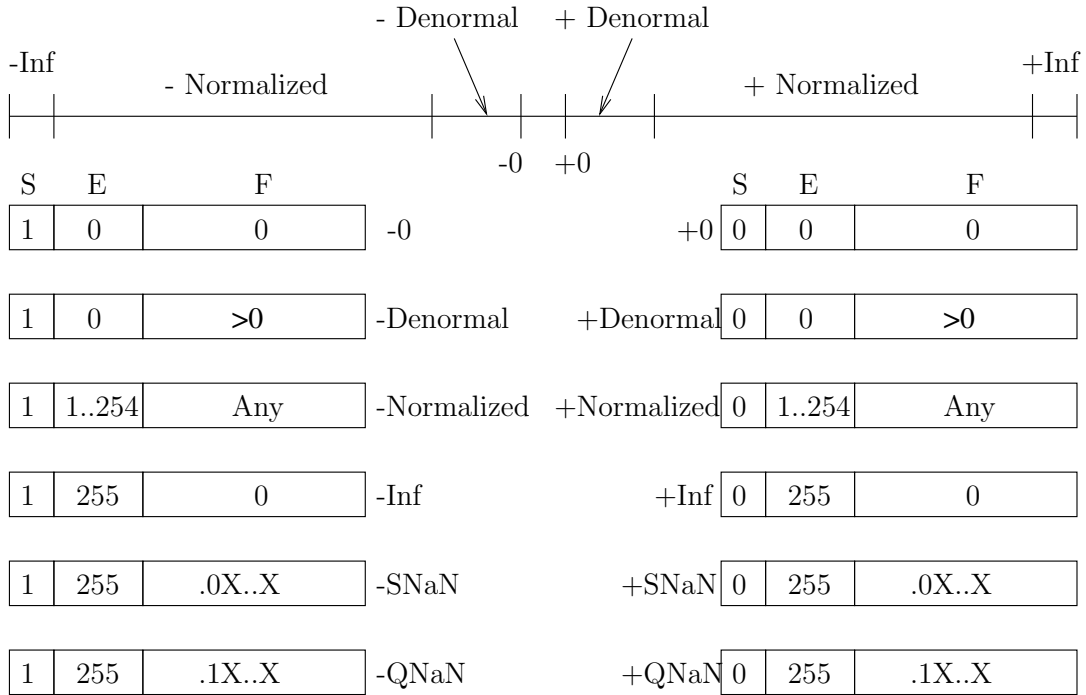 - Denormal + Denormal
-Inf - Normalized + Normalized +Inf
-0 +0
S E F S E F
1 0 0 -0 +0 0 0 0
1 0 >0 -Denormal +Denormal 0 0 >0
1 1..254 Any -Normalized +Normalized 0 1..254 Any
1 255 0 -Inf +Inf 0 255 0
1 255 .0X..X -SNaN +SNaN 0 255 .0X..X
1 255 .1X..X -QNaN +QNaN 0 255 .1X..X